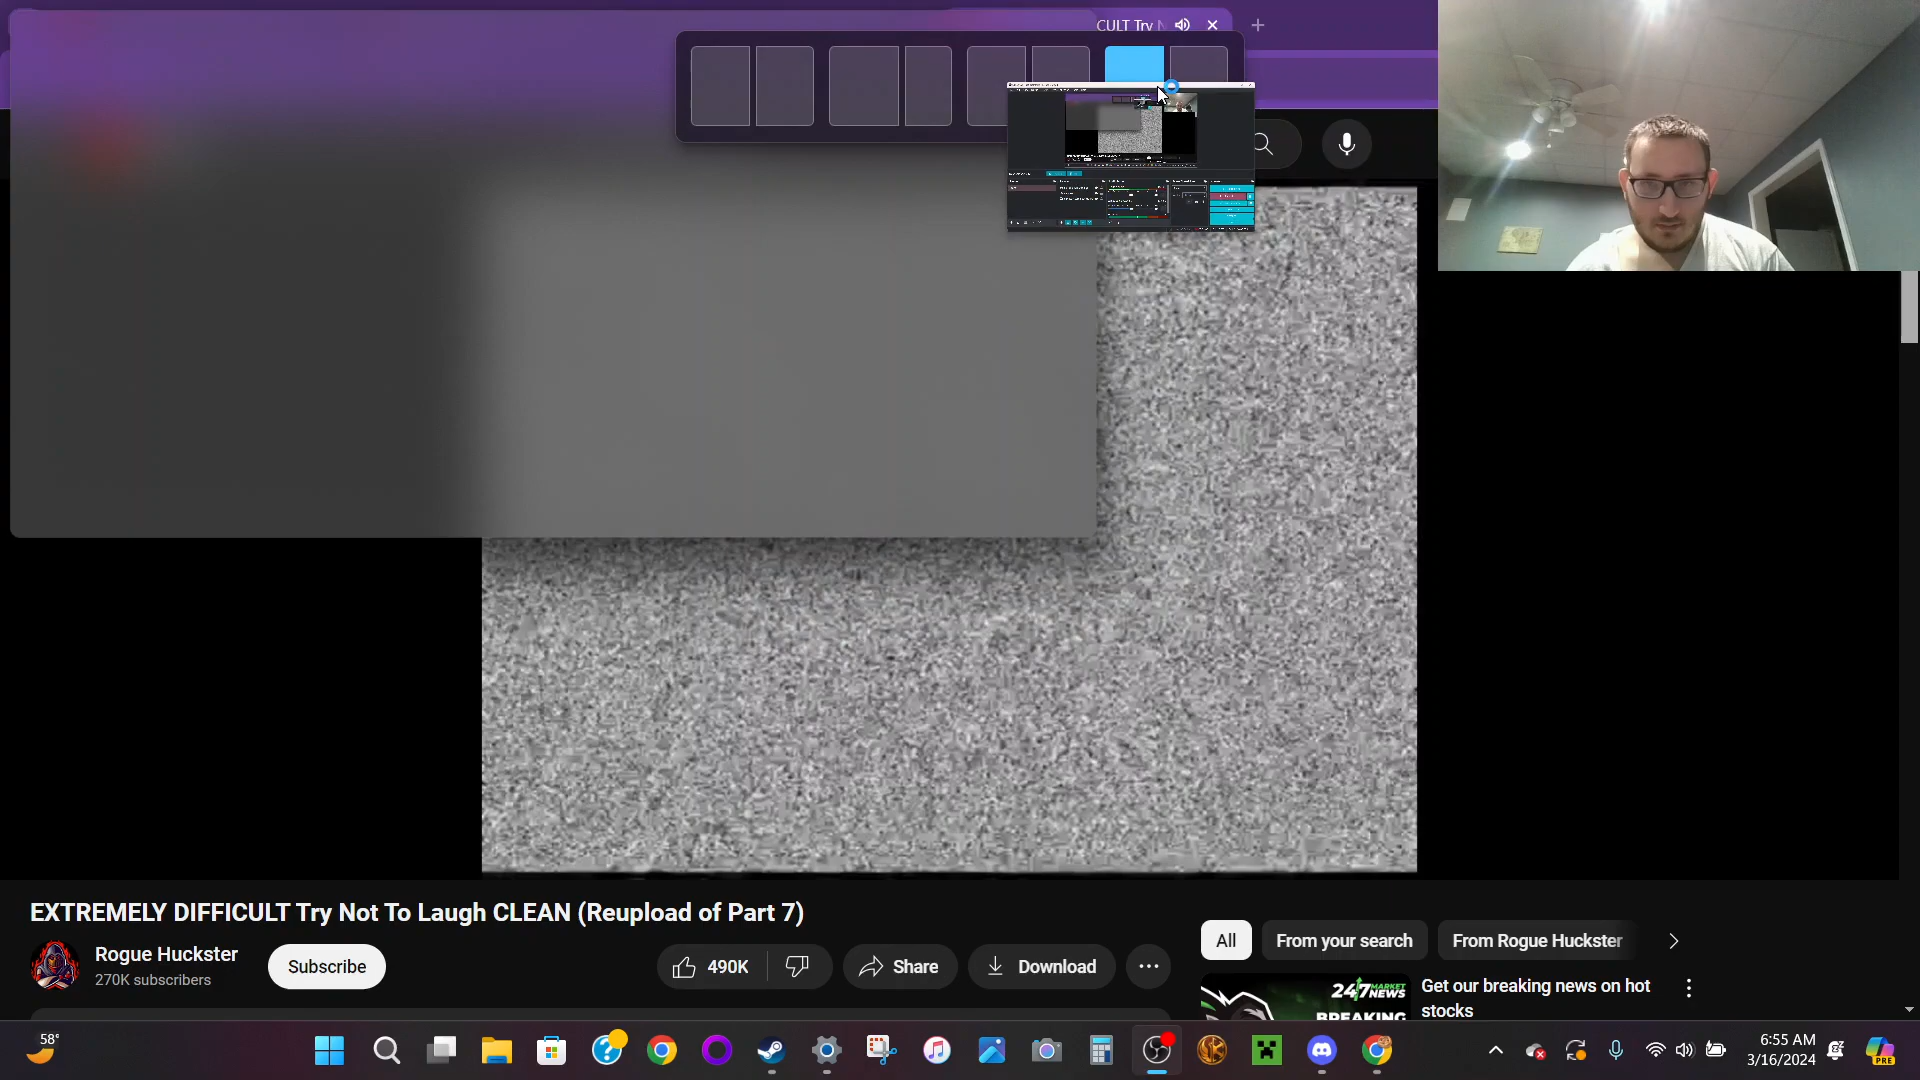 CULT Try N
EXTREMELY DIFFICULT Try Not To Laugh CLEAN (Reupload of Part 7)
Rogue Huckster
270K subscribers
Subscribe
490K
Share
Download
All
From your search
From Rogue Huckster
24/7 MARKET NEWS
BREAKING
Get our breaking news on hot
stocks
58°
6:55 AM
3/16/2024
PRE